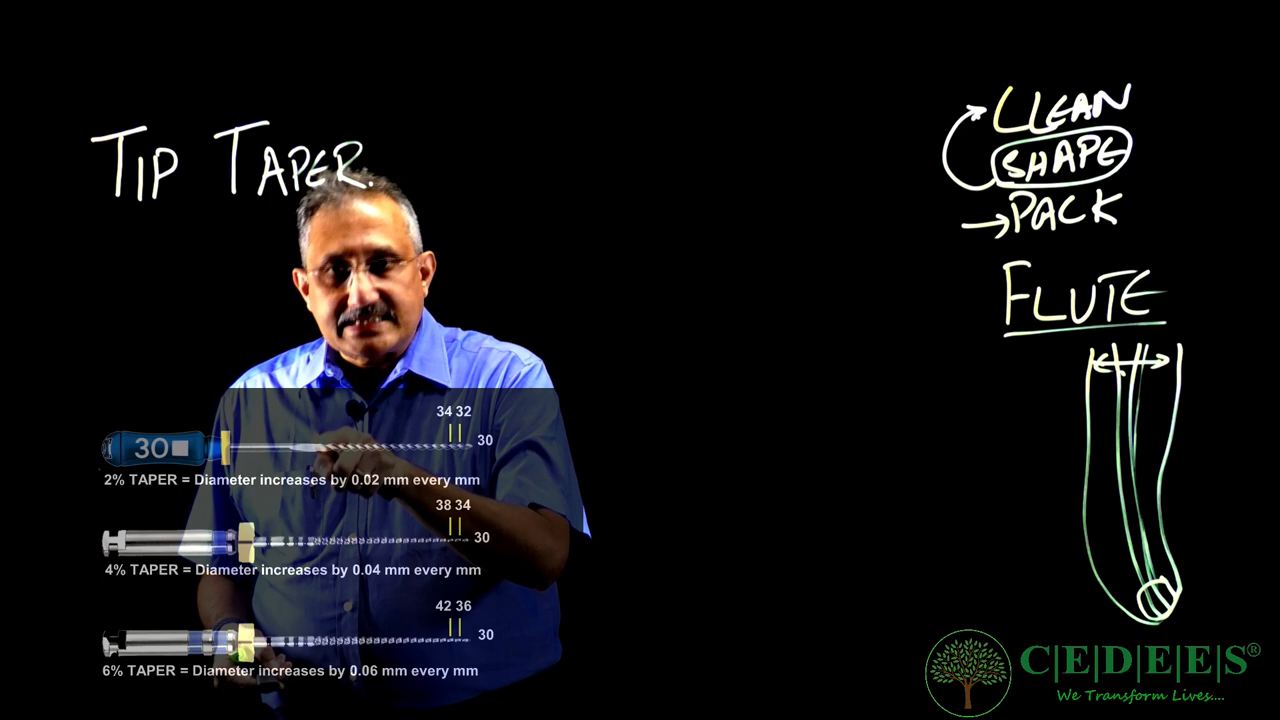 TIP TAPER.
CLEAN
SHAPE
PACK
FLUTE
34 32
30
30
2% TAPER = Diameter increases by 0.02 mm every mm
38 34
30
4% TAPER = Diameter increases by 0.04 mm every mm
42 36
30
6% TAPER = Diameter increases by 0.06 mm every mm
C|E|D|E|E|S®
We Transform Lives....